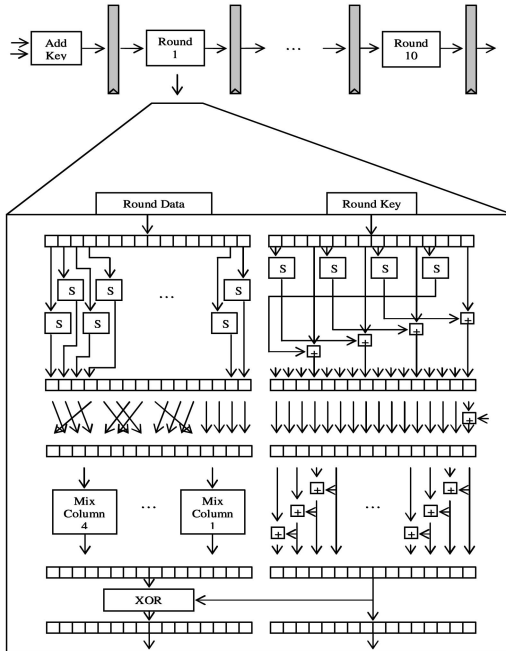 Add
Key
Round
1
...
Round
10
Round Data
Round Key
S
S
S
S
S
S
S
...
S
S
+
+
+
+
+
Mix
Column
4
...
Mix
Column
1
+
+
+
...
+
+
+
XOR